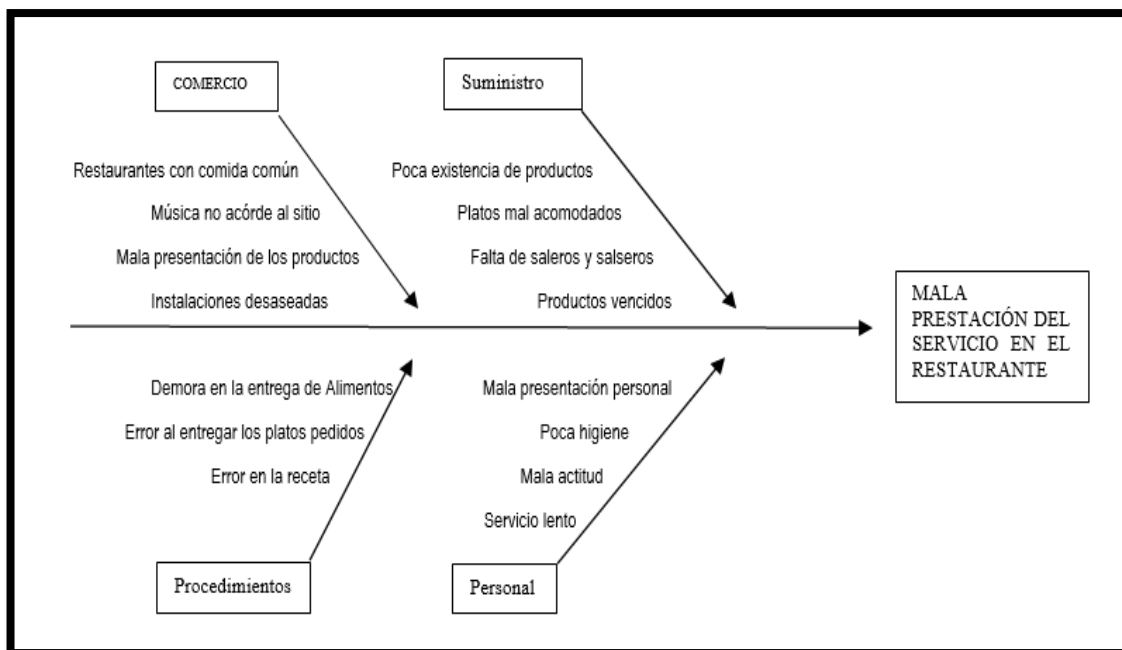 COMERCIO
Suministro
Restaurantes con comida común
Música no acórde al sitio
Mala presentación de los productos
Instalaciones desaseadas
Poca existencia de productos
Platos mal acomodados
Falta de saleros y salseros
Productos vencidos
MALA
PRESTACIÓN DEL
SERVICIO EN EL
RESTAURANTE
Demora en la entrega de Alimentos
Error al entregar los platos pedidos
Error en la receta
Mala presentación personal
Poca higiene
Mala actitud
Servicio lento
Procedimientos
Personal